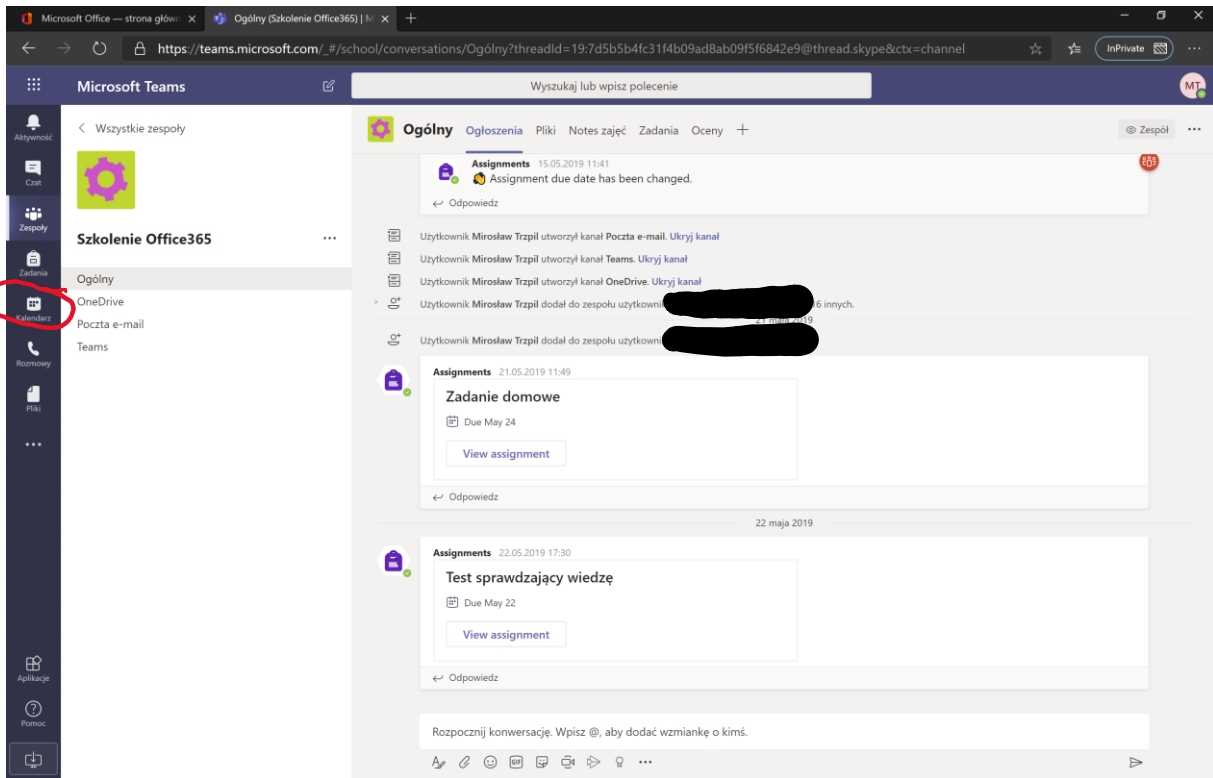 Microsoft Office — strona główn
Ogólny (Szkolenie Office365) | M
https://teams.microsoft.com/_#/school/conversations/Ogólny?threadId=19:7d5b5b4fc31f4b09ad8ab09f5f6842e9@thread.skype&ctx=channel
InPrivate
Microsoft Teams
Wyszukaj lub wpisz polecenie
MT
Aktywność
Czat
Zespoły
Zadania
Kalendarz
Rozmowy
Pliki
Aplikacje
Pomoc
Wszystkie zespoły
Szkolenie Office365
Ogólny
OneDrive
Poczta e-mail
Teams
Ogólny Ogłoszenia Pliki Notes zajęć Zadania Oceny
Zespół
Assignments 15.05.2019 11:41
Assignment due date has been changed.
Odpowiedz
Użytkownik Mirosław Trzpil utworzył kanał Poczta e-mail. Ukryj kanał
Użytkownik Mirosław Trzpil utworzył kanał Teams. Ukryj kanał
Użytkownik Mirosław Trzpil utworzył kanał OneDrive. Ukryj kanał
Użytkownik Mirosław Trzpil dodał do zespołu użytkowni 16 innych.
21 maja 2019
Użytkownik Mirosław Trzpil dodał do zespołu użytkowni
Assignments 21.05.2019 11:49
Zadanie domowe
Due May 24
View assignment
Odpowiedz
22 maja 2019
Assignments 22.05.2019 17:30
Test sprawdzający wiedzę
Due May 22
View assignment
Odpowiedz
Rozpocznij konwersację. Wpisz @, aby dodać wzmiankę o kimś.
GIF